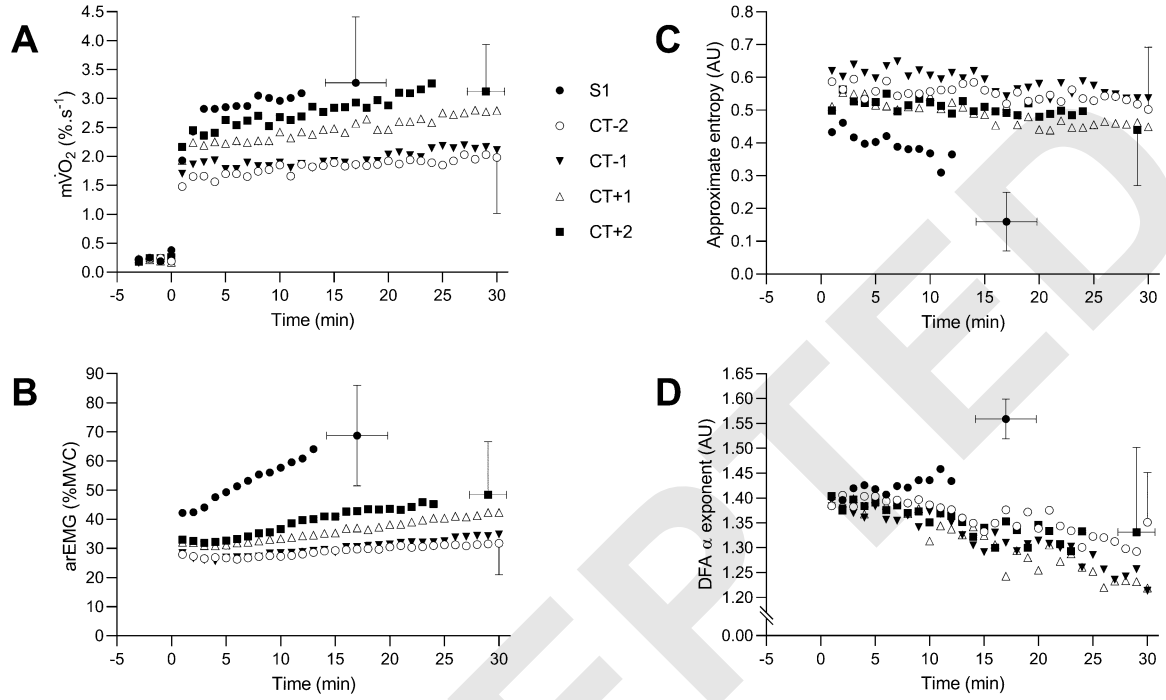 A
mV̇O₂ (%.s⁻¹)
4.5
4.0
3.5
3.0
2.5
2.0
1.5
1.0
0.5
0.0
-5 0 5 10 15 20 25 30
Time (min)
S1
CT-2
CT-1
CT+1
CT+2
C
Approximate entropy (AU)
0.8
0.7
0.6
0.5
0.4
0.3
0.2
0.1
0.0
-5 0 5 10 15 20 25 30
Time (min)
B
arEMG (%MVC)
90
80
70
60
50
40
30
20
10
0
-5 0 5 10 15 20 25 30
Time (min)
D
DFA α exponent (AU)
1.65
1.60
1.55
1.50
1.45
1.40
1.35
1.30
1.25
1.20
0.00
-5 0 5 10 15 20 25 30
Time (min)
EPTED